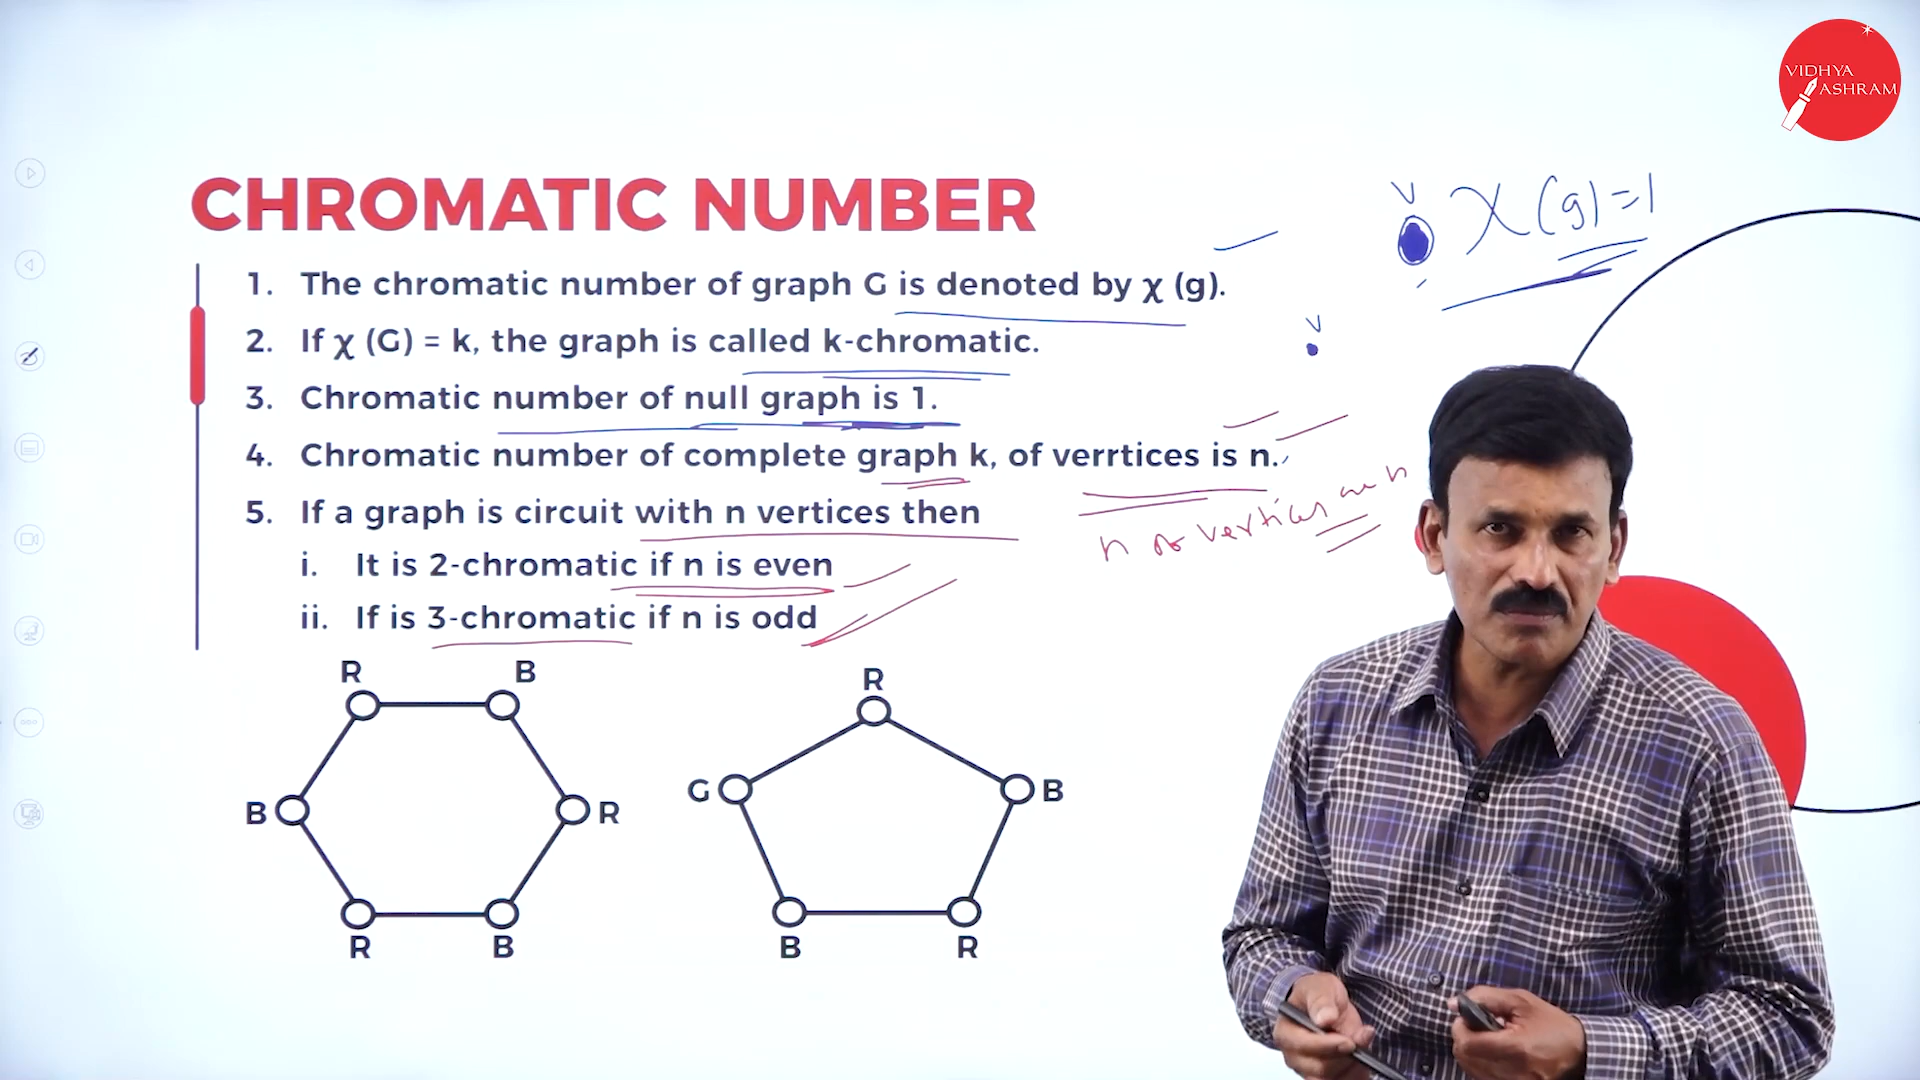 VIDHYA
ASHRAM
CHROMATIC NUMBER
V
χ (g) = 1
1. The chromatic number of graph G is denoted by χ (g).
2. If χ (G) = k, the graph is called k-chromatic.
V
3. Chromatic number of null graph is 1.
4. Chromatic number of complete graph k, of verrtices is n.
n vertices n
5. If a graph is circuit with n vertices then
i. It is 2-chromatic if n is even
ii. If is 3-chromatic if n is odd
R B
B R
R B
R
G B
B R